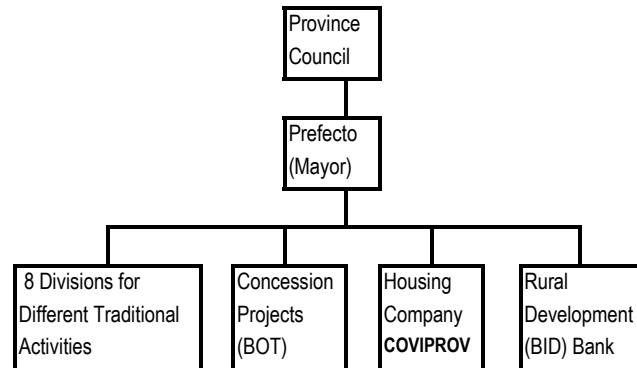 Province
Council
Prefecto
(Mayor)
8 Divisions for
Different Traditional
Activities
Concession
Projects
(BOT)
Housing
Company
COVIPROV
Rural
Development
(BID) Bank